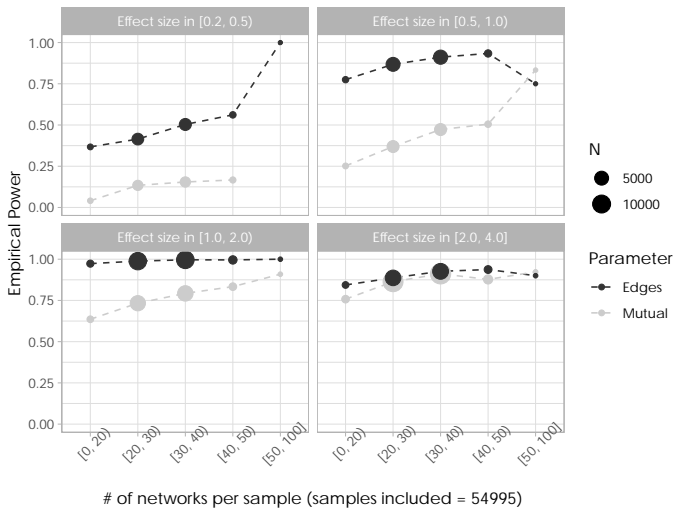 Effect size in [0.2, 0.5)
Effect size in [0.5, 1.0)
1.00
0.75
0.50
0.25
0.00
Effect size in [1.0, 2.0)
Effect size in [2.0, 4.0]
1.00
0.75
0.50
0.25
0.00
Empirical Power
[0, 20)
[20, 30)
[30, 40)
[40, 50)
[50, 100]
[0, 20)
[20, 30)
[30, 40)
[40, 50)
[50, 100]
# of networks per sample (samples included = 54995)
N
5000
10000
Parameter
Edges
Mutual